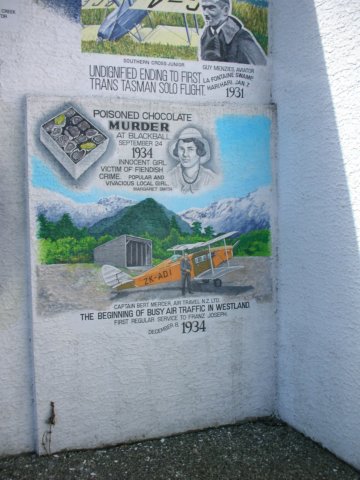 CREEK
SOUTHERN CROSS JUNIOR
GUY MENZIES AVIATOR
LA FONTAINE SWAMP
HARIHARI. JAN 7
1931
UNDIGNIFIED ENDING TO FIRST
TRANS TASMAN SOLO FLIGHT
POISONED CHOCOLATE
MURDER
AT BLACKBALL
SEPTEMBER 24
1934
INNOCENT GIRL
VICTIM OF FIENDISH
CRIME. POPULAR AND
VIVACIOUS LOCAL GIRL,
MARGARET SMITH
ZK-ADI
CAPTAIN BERT MERCER, AIR TRAVEL N.Z. LTD.
THE BEGINNING OF BUSY AIR TRAFFIC IN WESTLAND.
FIRST REGULAR SERVICE TO FRANZ JOSEPH.
DECEMBER 8, 1934